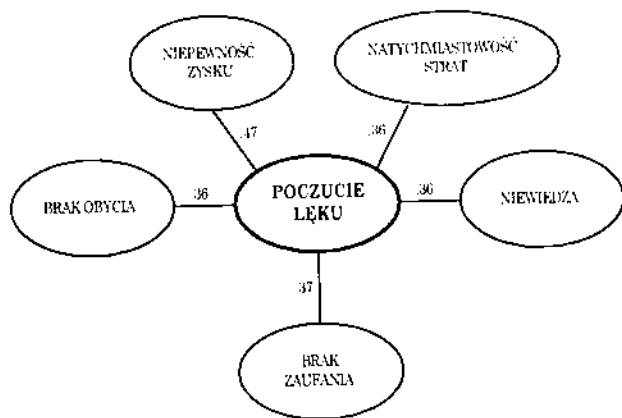 NIEPEWNOŚĆ
ZYSKU
NATYCHMIASTOWOŚĆ
STRAT
.47
.36
BRAK OBYCIA
.36
POCZUCIE
LĘKU
.36
NIEWIEDZA
.37
BRAK
ZAUFANIA